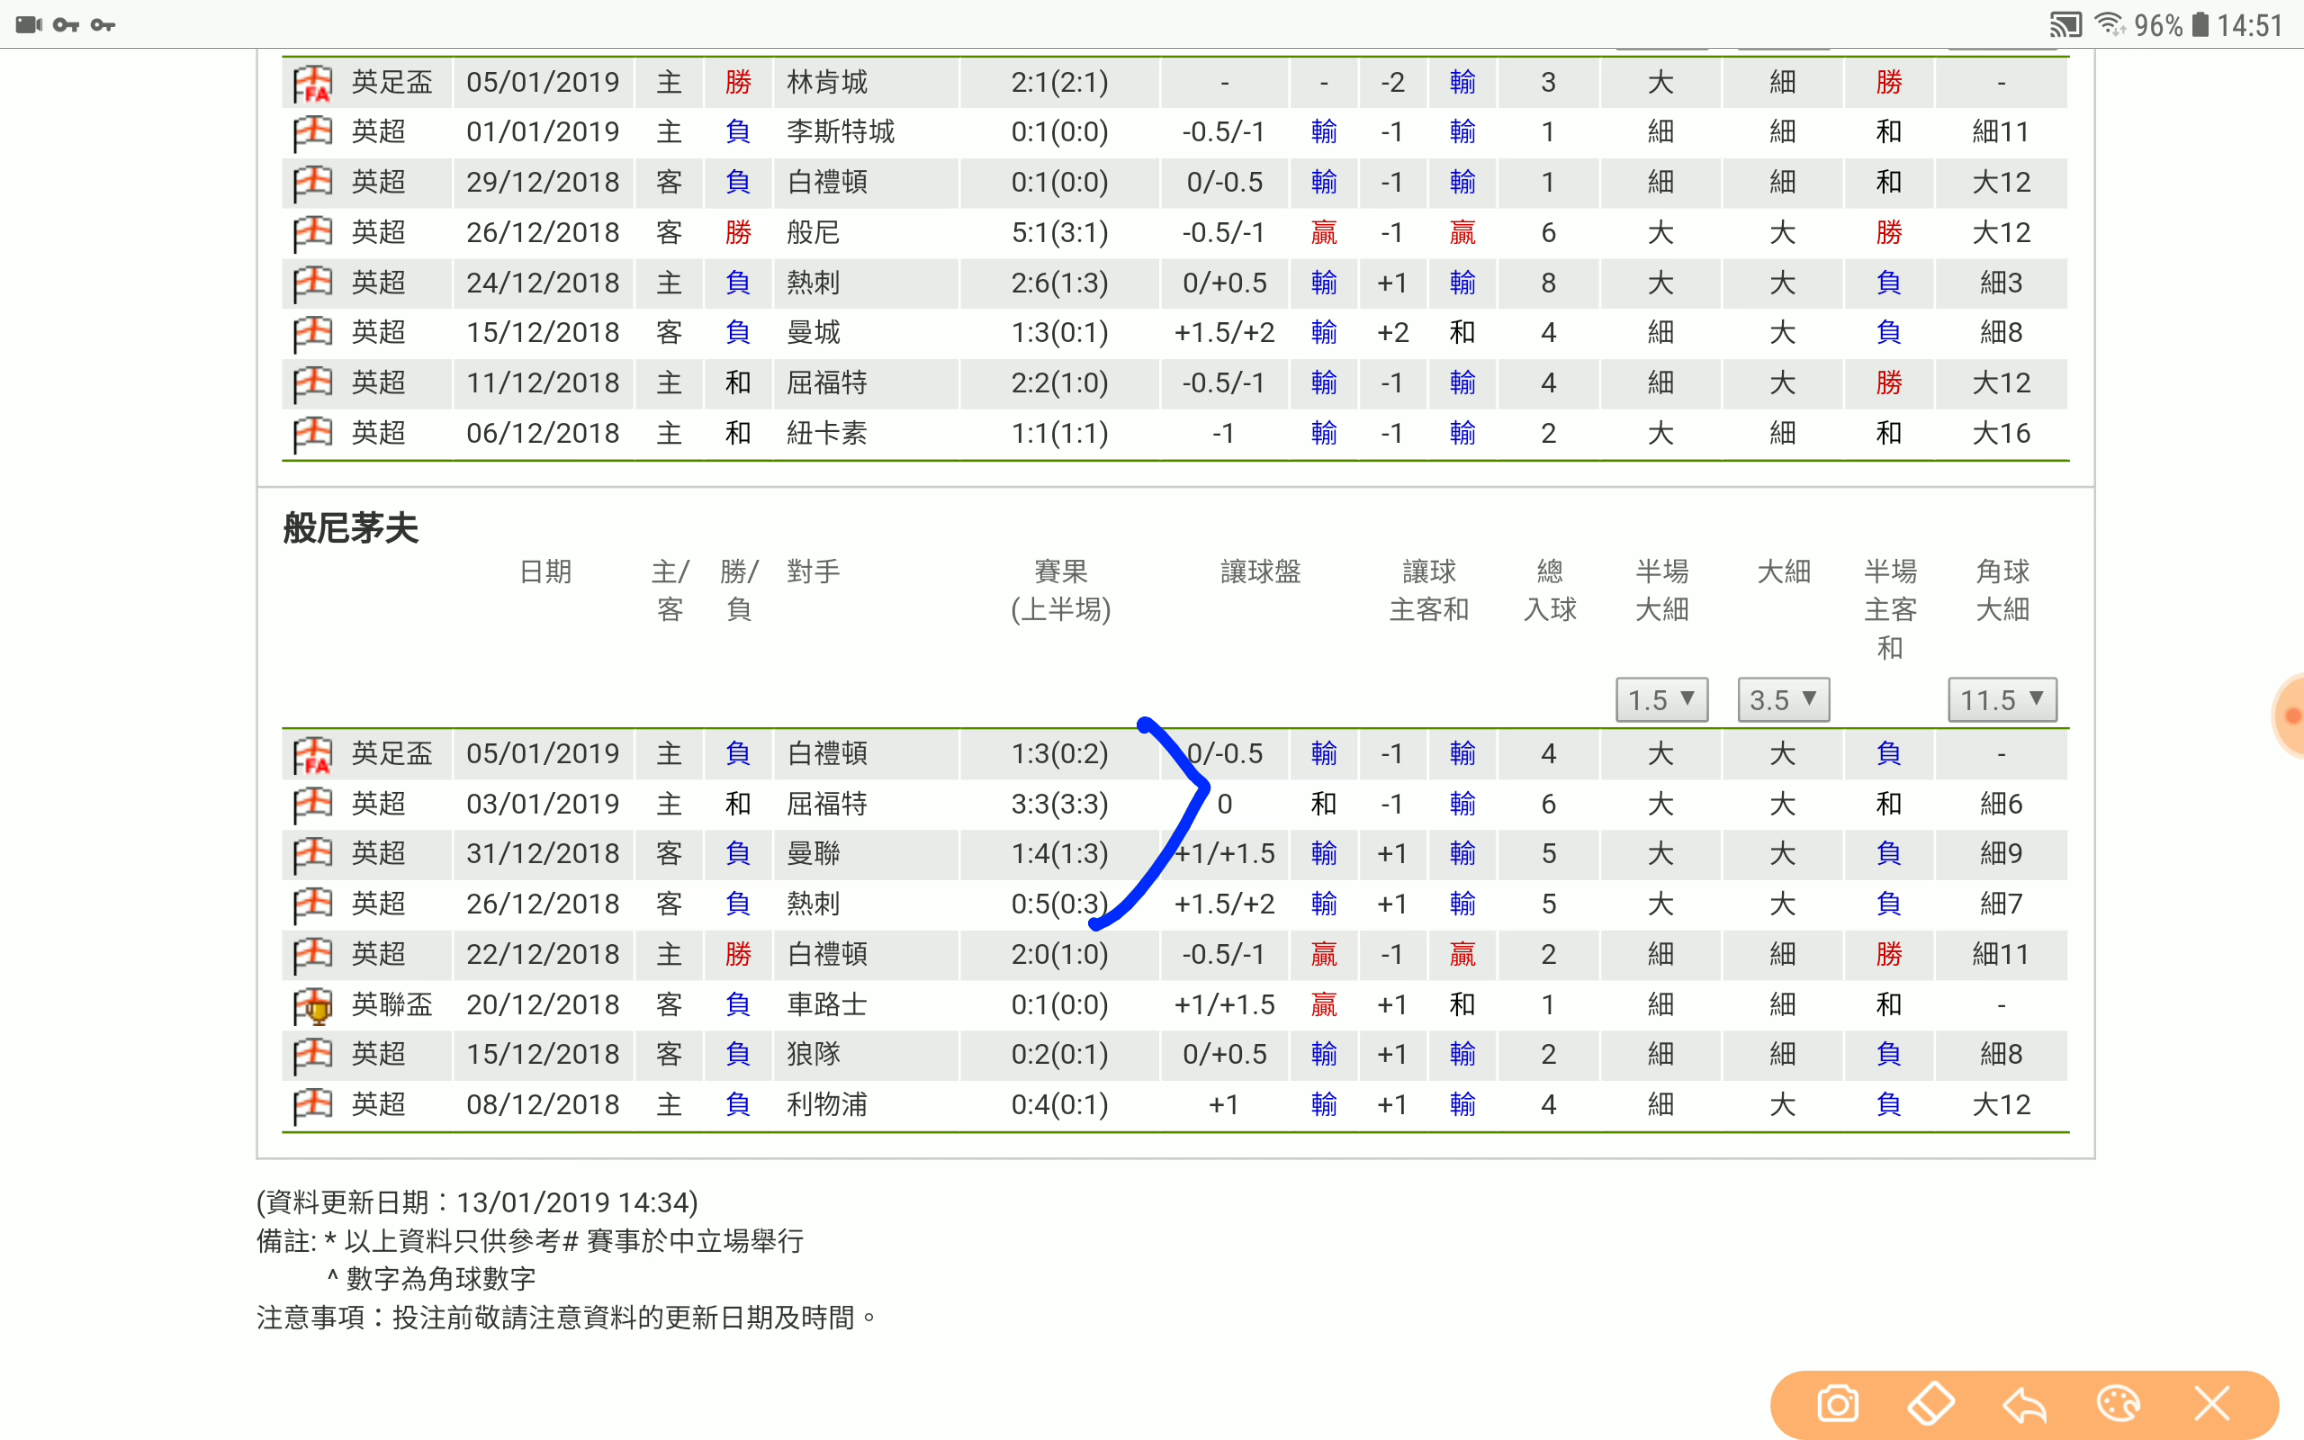 96% 14:51
FA 英足盃 05/01/2019 主 勝 林肯城 2:1(2:1) - - -2 輸 3 大 細 勝 -
英超 01/01/2019 主 負 李斯特城 0:1(0:0) -0.5/-1 輸 -1 輸 1 細 細 和 細11
英超 29/12/2018 客 負 白禮頓 0:1(0:0) 0/-0.5 輸 -1 輸 1 細 細 和 大12
英超 26/12/2018 客 勝 般尼 5:1(3:1) -0.5/-1 贏 -1 贏 6 大 大 勝 大12
英超 24/12/2018 主 負 熱刺 2:6(1:3) 0/+0.5 輸 +1 輸 8 大 大 負 細3
英超 15/12/2018 客 負 曼城 1:3(0:1) +1.5/+2 輸 +2 和 4 細 大 負 細8
英超 11/12/2018 主 和 屈福特 2:2(1:0) -0.5/-1 輸 -1 輸 4 細 大 勝 大12
英超 06/12/2018 主 和 紐卡素 1:1(1:1) -1 輸 -1 輸 2 大 細 和 大16
般尼茅夫
日期 主/ 勝/ 對手 賽果 讓球盤 讓球 總 半場 大細 半場 角球
客 負 (上半場) 主客和 入球 大細 主客 大細
和
1.5 ▼ 3.5 ▼ 11.5 ▼
FA 英足盃 05/01/2019 主 負 白禮頓 1:3(0:2) 0/-0.5 輸 -1 輸 4 大 大 負 -
英超 03/01/2019 主 和 屈福特 3:3(3:3) 0 和 -1 輸 6 大 大 和 細6
英超 31/12/2018 客 負 曼聯 1:4(1:3) +1/+1.5 輸 +1 輸 5 大 大 負 細9
英超 26/12/2018 客 負 熱刺 0:5(0:3) +1.5/+2 輸 +1 輸 5 大 大 負 細7
英超 22/12/2018 主 勝 白禮頓 2:0(1:0) -0.5/-1 贏 -1 贏 2 細 細 勝 細11
英聯盃 20/12/2018 客 負 車路士 0:1(0:0) +1/+1.5 贏 +1 和 1 細 細 和 -
英超 15/12/2018 客 負 狼隊 0:2(0:1) 0/+0.5 輸 +1 輸 2 細 細 負 細8
英超 08/12/2018 主 負 利物浦 0:4(0:1) +1 輸 +1 輸 4 細 大 負 大12
(資料更新日期：13/01/2019 14:34)
備註: * 以上資料只供參考# 賽事於中立場舉行
^ 數字為角球數字
注意事項：投注前敬請注意資料的更新日期及時間。